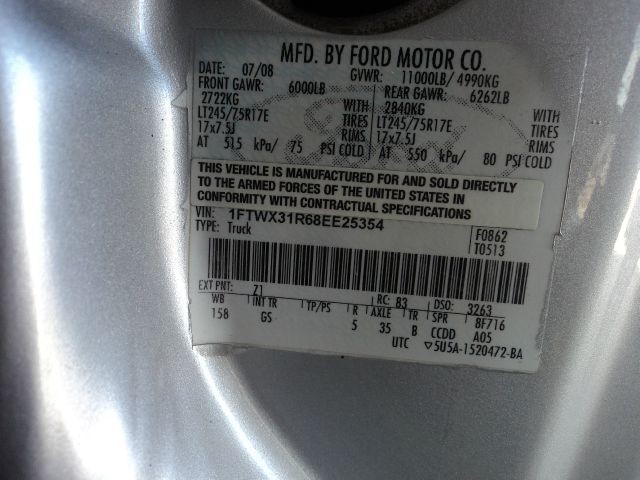 MFD. BY FORD MOTOR CO.
DATE: 07/08 GVWR: 11000LB/ 4990KG
FRONT GAWR: 6000LB REAR GAWR: 6262LB
2722KG WITH 2840KG WITH
LT245/75R17E TIRES LT245/75R17E TIRES
17x7.5J RIMS 17x7.5J RIMS
AT 515 kPa/ 75 PSI COLD AT 550 kPa/ 80 PSI COLD
THIS VEHICLE IS MANUFACTURED FOR AND SOLD DIRECTLY
TO THE ARMED FORCES OF THE UNITED STATES IN
CONFORMITY WITH CONTRACTUAL SPECIFICATIONS
VIN: 1FTWX31R68EE25354
TYPE: Truck F0862
T0513
EXT PNT: Z1 RC: 83 DSO: 3263
WB INT TR TP/PS R AXLE TR SPR 8F716
158 GS 5 35 B CCDD A05
UTC ▽5U5A-1520472-BA